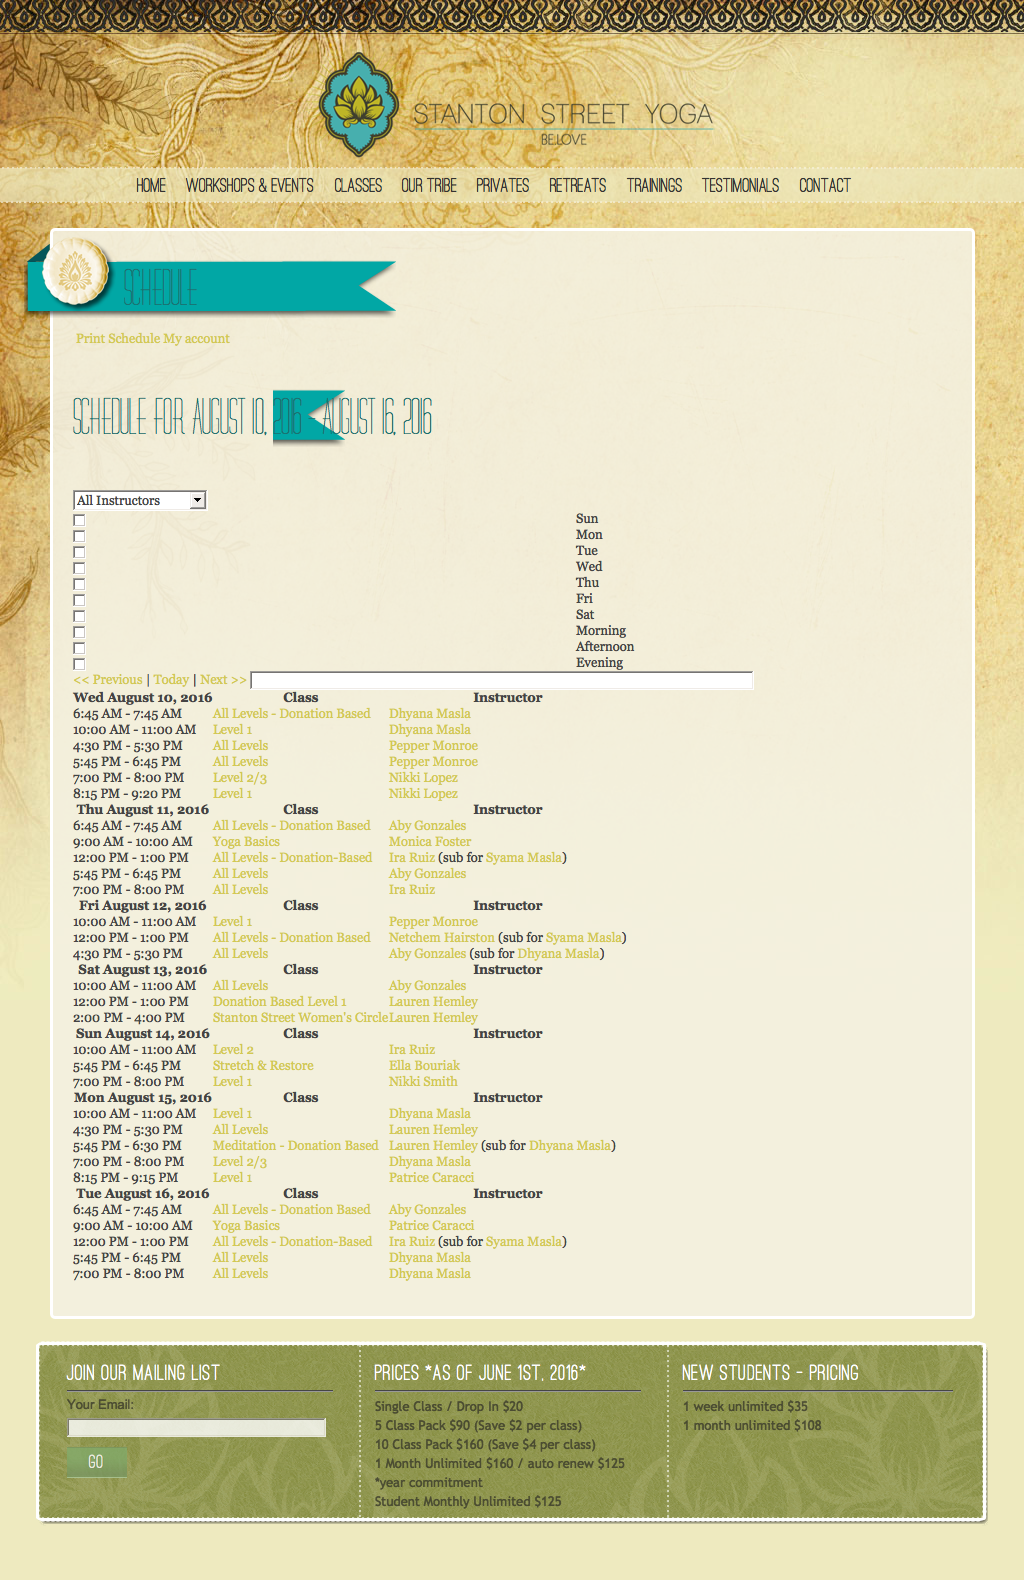 STANTON STREET YOGA
BE.LOVE
HOME WORKSHOPS & EVENTS CLASSES OUR TRIBE PRIVATES RETREATS TRAININGS TESTIMONIALS CONTACT
SCHEDULE
Print Schedule My account
SCHEDULE FOR AUGUST 10, 2016 - AUGUST 16, 2016
All Instructors
Sun
Mon
Tue
Wed
Thu
Fri
Sat
Morning
Afternoon
Evening
<< Previous | Today | Next >>
Wed August 10, 2016 Class Instructor
6:45 AM - 7:45 AM All Levels - Donation Based Dhyana Masla
10:00 AM - 11:00 AM Level 1 Dhyana Masla
4:30 PM - 5:30 PM All Levels Pepper Monroe
5:45 PM - 6:45 PM All Levels Pepper Monroe
7:00 PM - 8:00 PM Level 2/3 Nikki Lopez
8:15 PM - 9:20 PM Level 1 Nikki Lopez
Thu August 11, 2016 Class Instructor
6:45 AM - 7:45 AM All Levels - Donation Based Aby Gonzales
9:00 AM - 10:00 AM Yoga Basics Monica Foster
12:00 PM - 1:00 PM All Levels - Donation-Based Ira Ruiz (sub for Syama Masla)
5:45 PM - 6:45 PM All Levels Aby Gonzales
7:00 PM - 8:00 PM All Levels Ira Ruiz
Fri August 12, 2016 Class Instructor
10:00 AM - 11:00 AM Level 1 Pepper Monroe
12:00 PM - 1:00 PM All Levels - Donation Based Netchem Hairston (sub for Syama Masla)
4:30 PM - 5:30 PM All Levels Aby Gonzales (sub for Dhyana Masla)
Sat August 13, 2016 Class Instructor
10:00 AM - 11:00 AM All Levels Aby Gonzales
12:00 PM - 1:00 PM Donation Based Level 1 Lauren Hemley
2:00 PM - 4:00 PM Stanton Street Women's Circle Lauren Hemley
Sun August 14, 2016 Class Instructor
10:00 AM - 11:00 AM Level 2 Ira Ruiz
5:45 PM - 6:45 PM Stretch & Restore Ella Bouriak
7:00 PM - 8:00 PM Level 1 Nikki Smith
Mon August 15, 2016 Class Instructor
10:00 AM - 11:00 AM Level 1 Dhyana Masla
4:30 PM - 5:30 PM All Levels Lauren Hemley
5:45 PM - 6:30 PM Meditation - Donation Based Lauren Hemley (sub for Dhyana Masla)
7:00 PM - 8:00 PM Level 2/3 Dhyana Masla
8:15 PM - 9:15 PM Level 1 Patrice Caracci
Tue August 16, 2016 Class Instructor
6:45 AM - 7:45 AM All Levels - Donation Based Aby Gonzales
9:00 AM - 10:00 AM Yoga Basics Patrice Caracci
12:00 PM - 1:00 PM All Levels - Donation-Based Ira Ruiz (sub for Syama Masla)
5:45 PM - 6:45 PM All Levels Dhyana Masla
7:00 PM - 8:00 PM All Levels Dhyana Masla
JOIN OUR MAILING LIST
Your Email:
GO
PRICES *AS OF JUNE 1ST, 2016*
Single Class / Drop In $20
5 Class Pack $90 (Save $2 per class)
10 Class Pack $160 (Save $4 per class)
1 Month Unlimited $160 / auto renew $125
*year commitment
Student Monthly Unlimited $125
NEW STUDENTS - PRICING
1 week unlimited $35
1 month unlimited $108